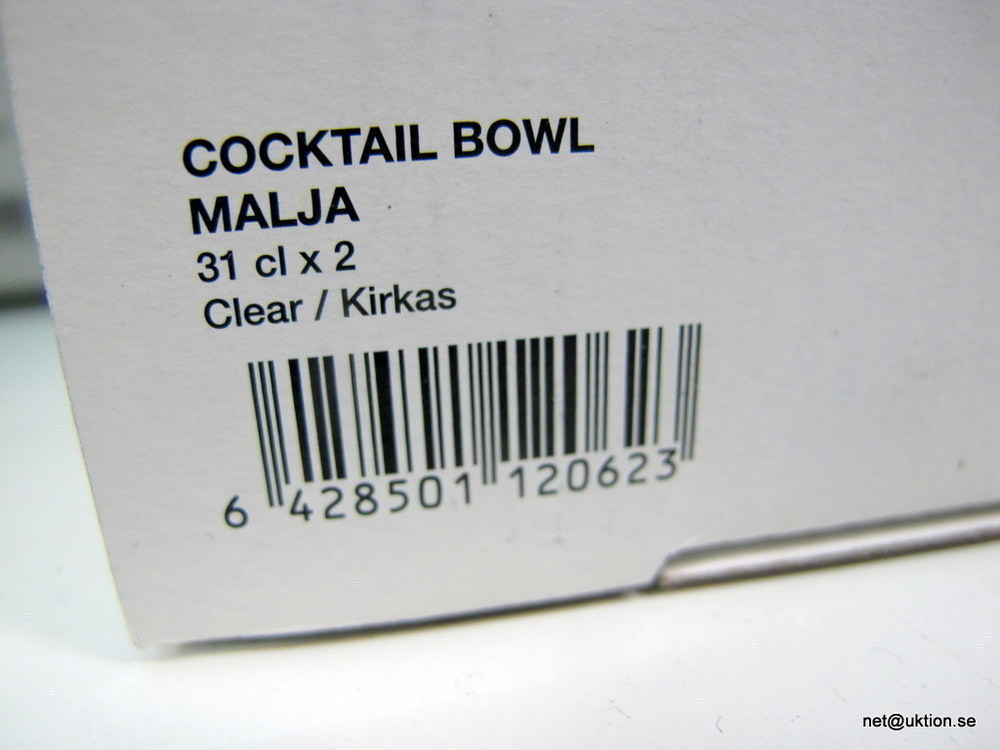 COCKTAIL BOWL
MALJA
31 cl x 2
Clear / Kirkas
6 428501 120623
net@uktion.se